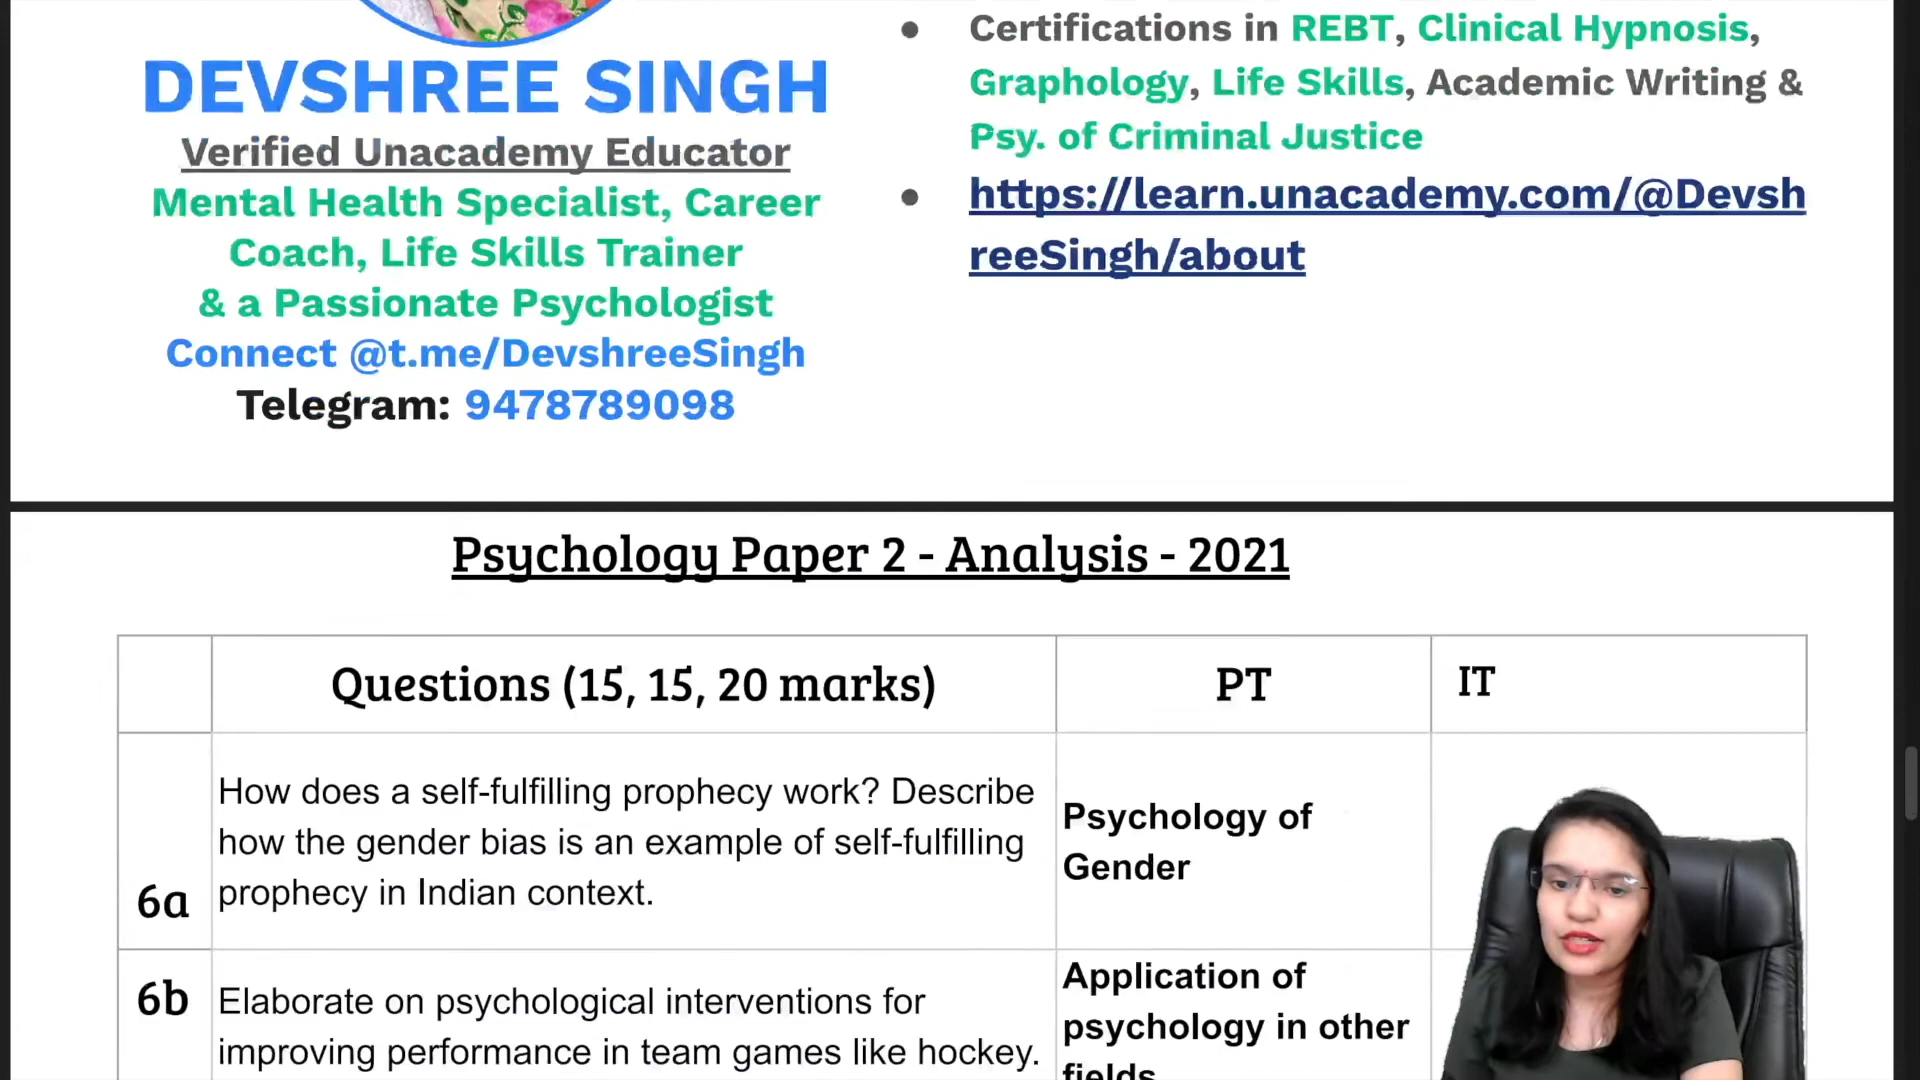 DEVSHREE SINGH
Verified Unacademy Educator
Mental Health Specialist, Career
Coach, Life Skills Trainer
& a Passionate Psychologist
Connect @t.me/DevshreeSingh
Telegram: 9478789098
Certifications in REBT, Clinical Hypnosis,
Graphology, Life Skills, Academic Writing &
Psy. of Criminal Justice
https://learn.unacademy.com/@Devsh
reeSingh/about
Psychology Paper 2 - Analysis - 2021
Questions (15, 15, 20 marks)
PT
IT
6a
How does a self-fulfilling prophecy work? Describe
how the gender bias is an example of self-fulfilling
prophecy in Indian context.
Psychology of
Gender
6b
Elaborate on psychological interventions for
improving performance in team games like hockey.
Application of
psychology in other
fields